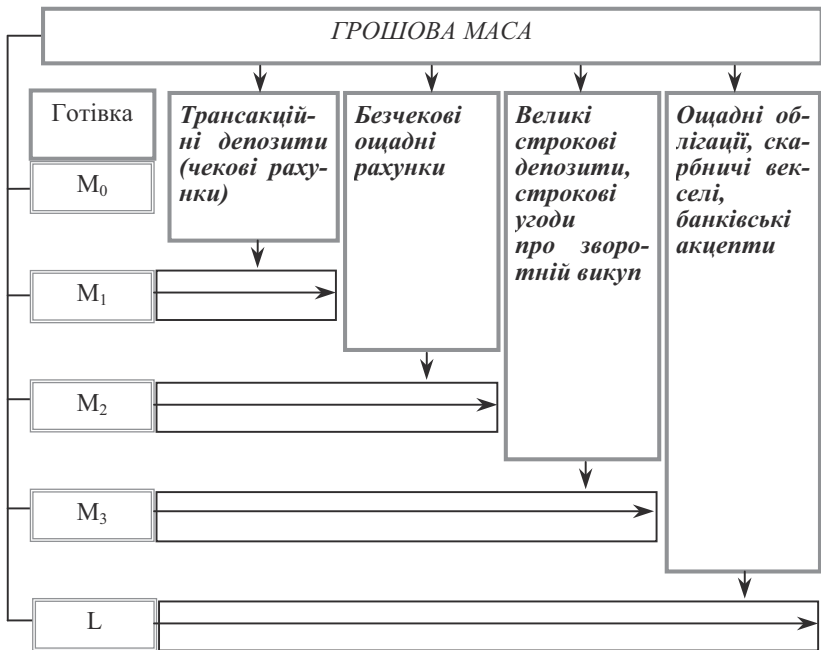 ГРОШОВА МАСА
Готівка
Трансакцій-
ні депозити
(чекові раху-
нки)
Безчекові
ощадні
рахунки
Великі
строкові
депозити,
строкові
угоди
про зворо-
тній викуп
Ощадні об-
лігації, ска-
рбничі век-
селі,
банківські
акцепти
M₀
M₁
M₂
M₃
L